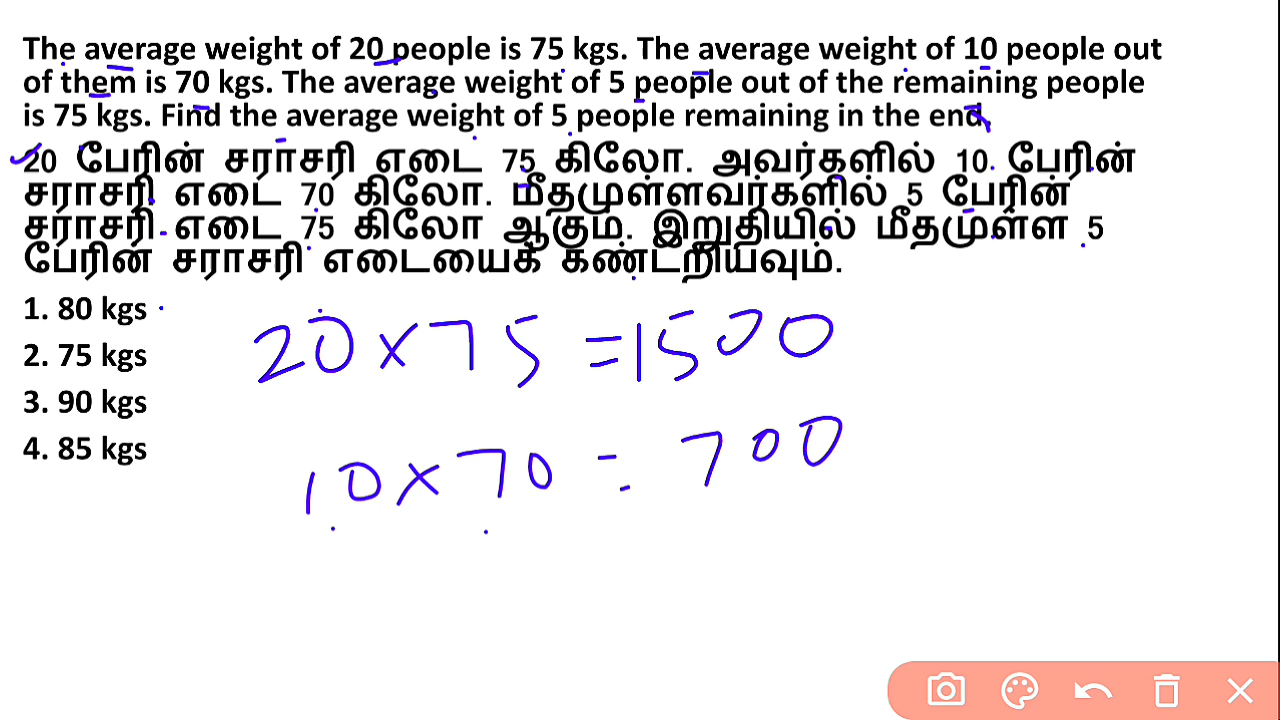 The average weight of 20 people is 75 kgs. The average weight of 10 people out
of them is 70 kgs. The average weight of 5 people out of the remaining people
is 75 kgs. Find the average weight of 5 people remaining in the end.
20 பேரின் சராசரி எடை 75 கிலோ. அவர்களில் 10 பேரின்
சராசரி எடை 70 கிலோ. மீதமுள்ளவர்களில் 5 பேரின்
சராசரி எடை 75 கிலோ ஆகும். இறுதியில் மீதமுள்ள 5
பேரின் சராசரி எடையைக் கண்டறியவும்.
1. 80 kgs
2. 75 kgs
3. 90 kgs
4. 85 kgs
20 x 75 = 1500
10 x 70 = 700